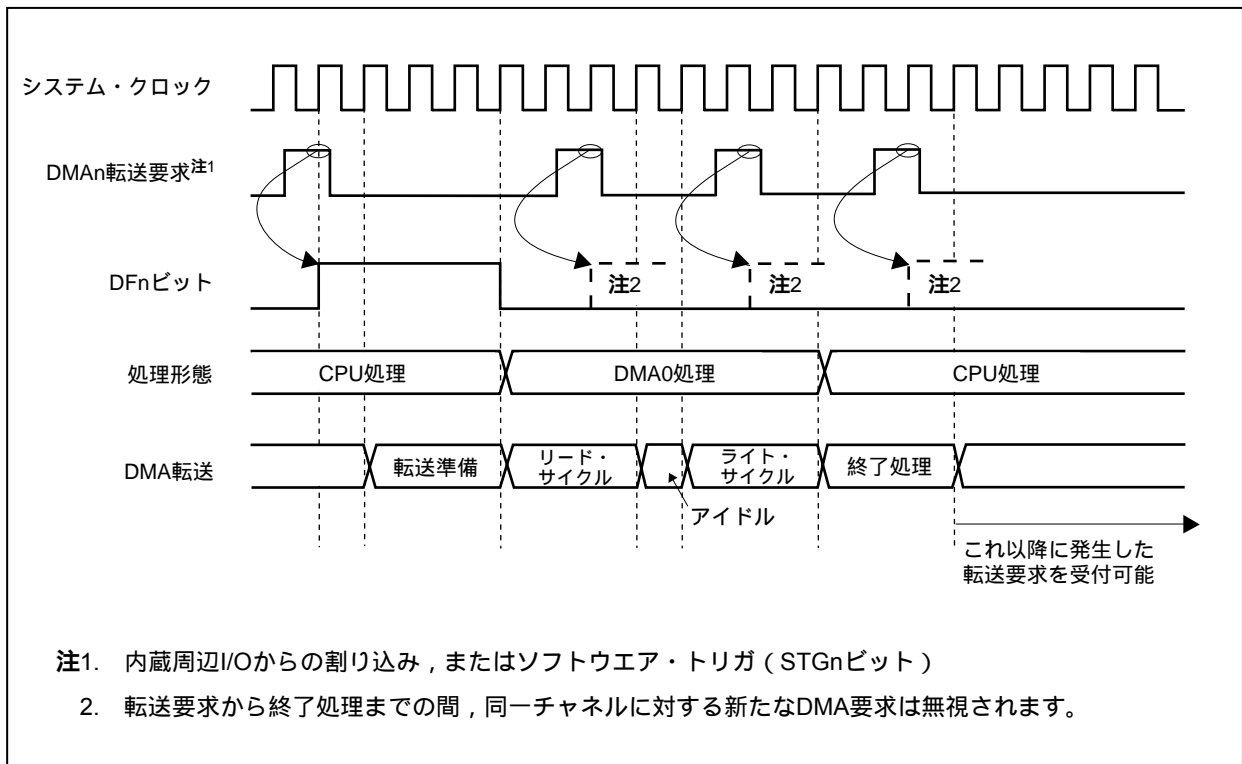 システム・クロック
DMAn転送要求注1
DFnビット
注2
注2
注2
処理形態
CPU処理
DMA0処理
CPU処理
DMA転送
転送準備
リード・
サイクル
ライト・
サイクル
終了処理
アイドル
これ以降に発生した
転送要求を受付可能
注1. 内蔵周辺I/Oからの割り込み，またはソフトウエア・トリガ（STGnビット）
2. 転送要求から終了処理までの間，同一チャネルに対する新たなDMA要求は無視されます。